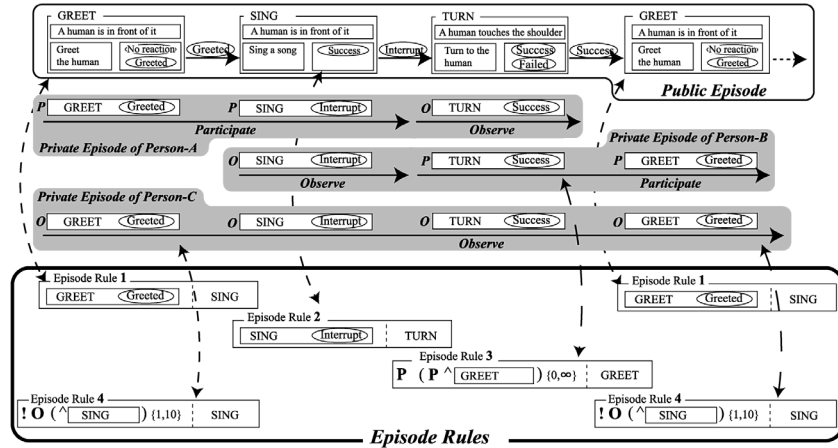 GREET
A human is in front of it
Greet
the human
No reaction
Greeted
Greeted
SING
A human is in front of it
Sing a song
Success
Interrupt
TURN
A human touches the shoulder
Turn to the
human
Success
Failed
Success
GREET
A human is in front of it
Greet
the human
No reaction
Greeted
Public Episode
P GREET Greeted
P SING Interrupt
O TURN Success
Participate
Observe
Private Episode of Person-A
Private Episode of Person-B
O SING Interrupt
P TURN Success
P GREET Greeted
Observe
Participate
Private Episode of Person-C
O GREET Greeted
O SING Interrupt
O TURN Success
O GREET Greeted
Observe
Episode Rule 1
GREET Greeted SING
Episode Rule 1
GREET Greeted SING
Episode Rule 2
SING Interrupt TURN
Episode Rule 3
P (P ^ GREET ) {0,∞} GREET
Episode Rule 4
! O (^ SING ) {1,10} SING
Episode Rule 4
! O (^ SING ) {1,10} SING
Episode Rules